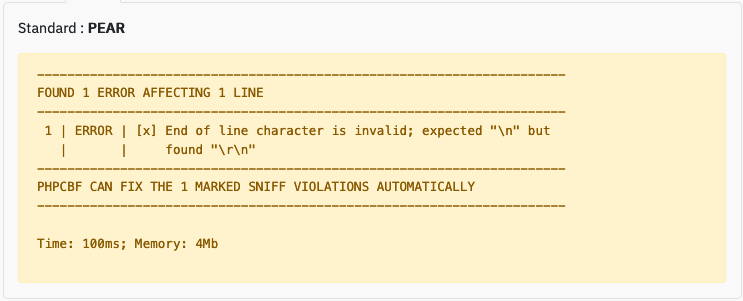 Standard : PEAR
----------------------------------------------------------------------
FOUND 1 ERROR AFFECTING 1 LINE
----------------------------------------------------------------------
 1 | ERROR | [x] End of line character is invalid; expected "\n" but
   |       |     found "\r\n"
----------------------------------------------------------------------
PHPCBF CAN FIX THE 1 MARKED SNIFF VIOLATIONS AUTOMATICALLY
----------------------------------------------------------------------
Time: 100ms; Memory: 4Mb